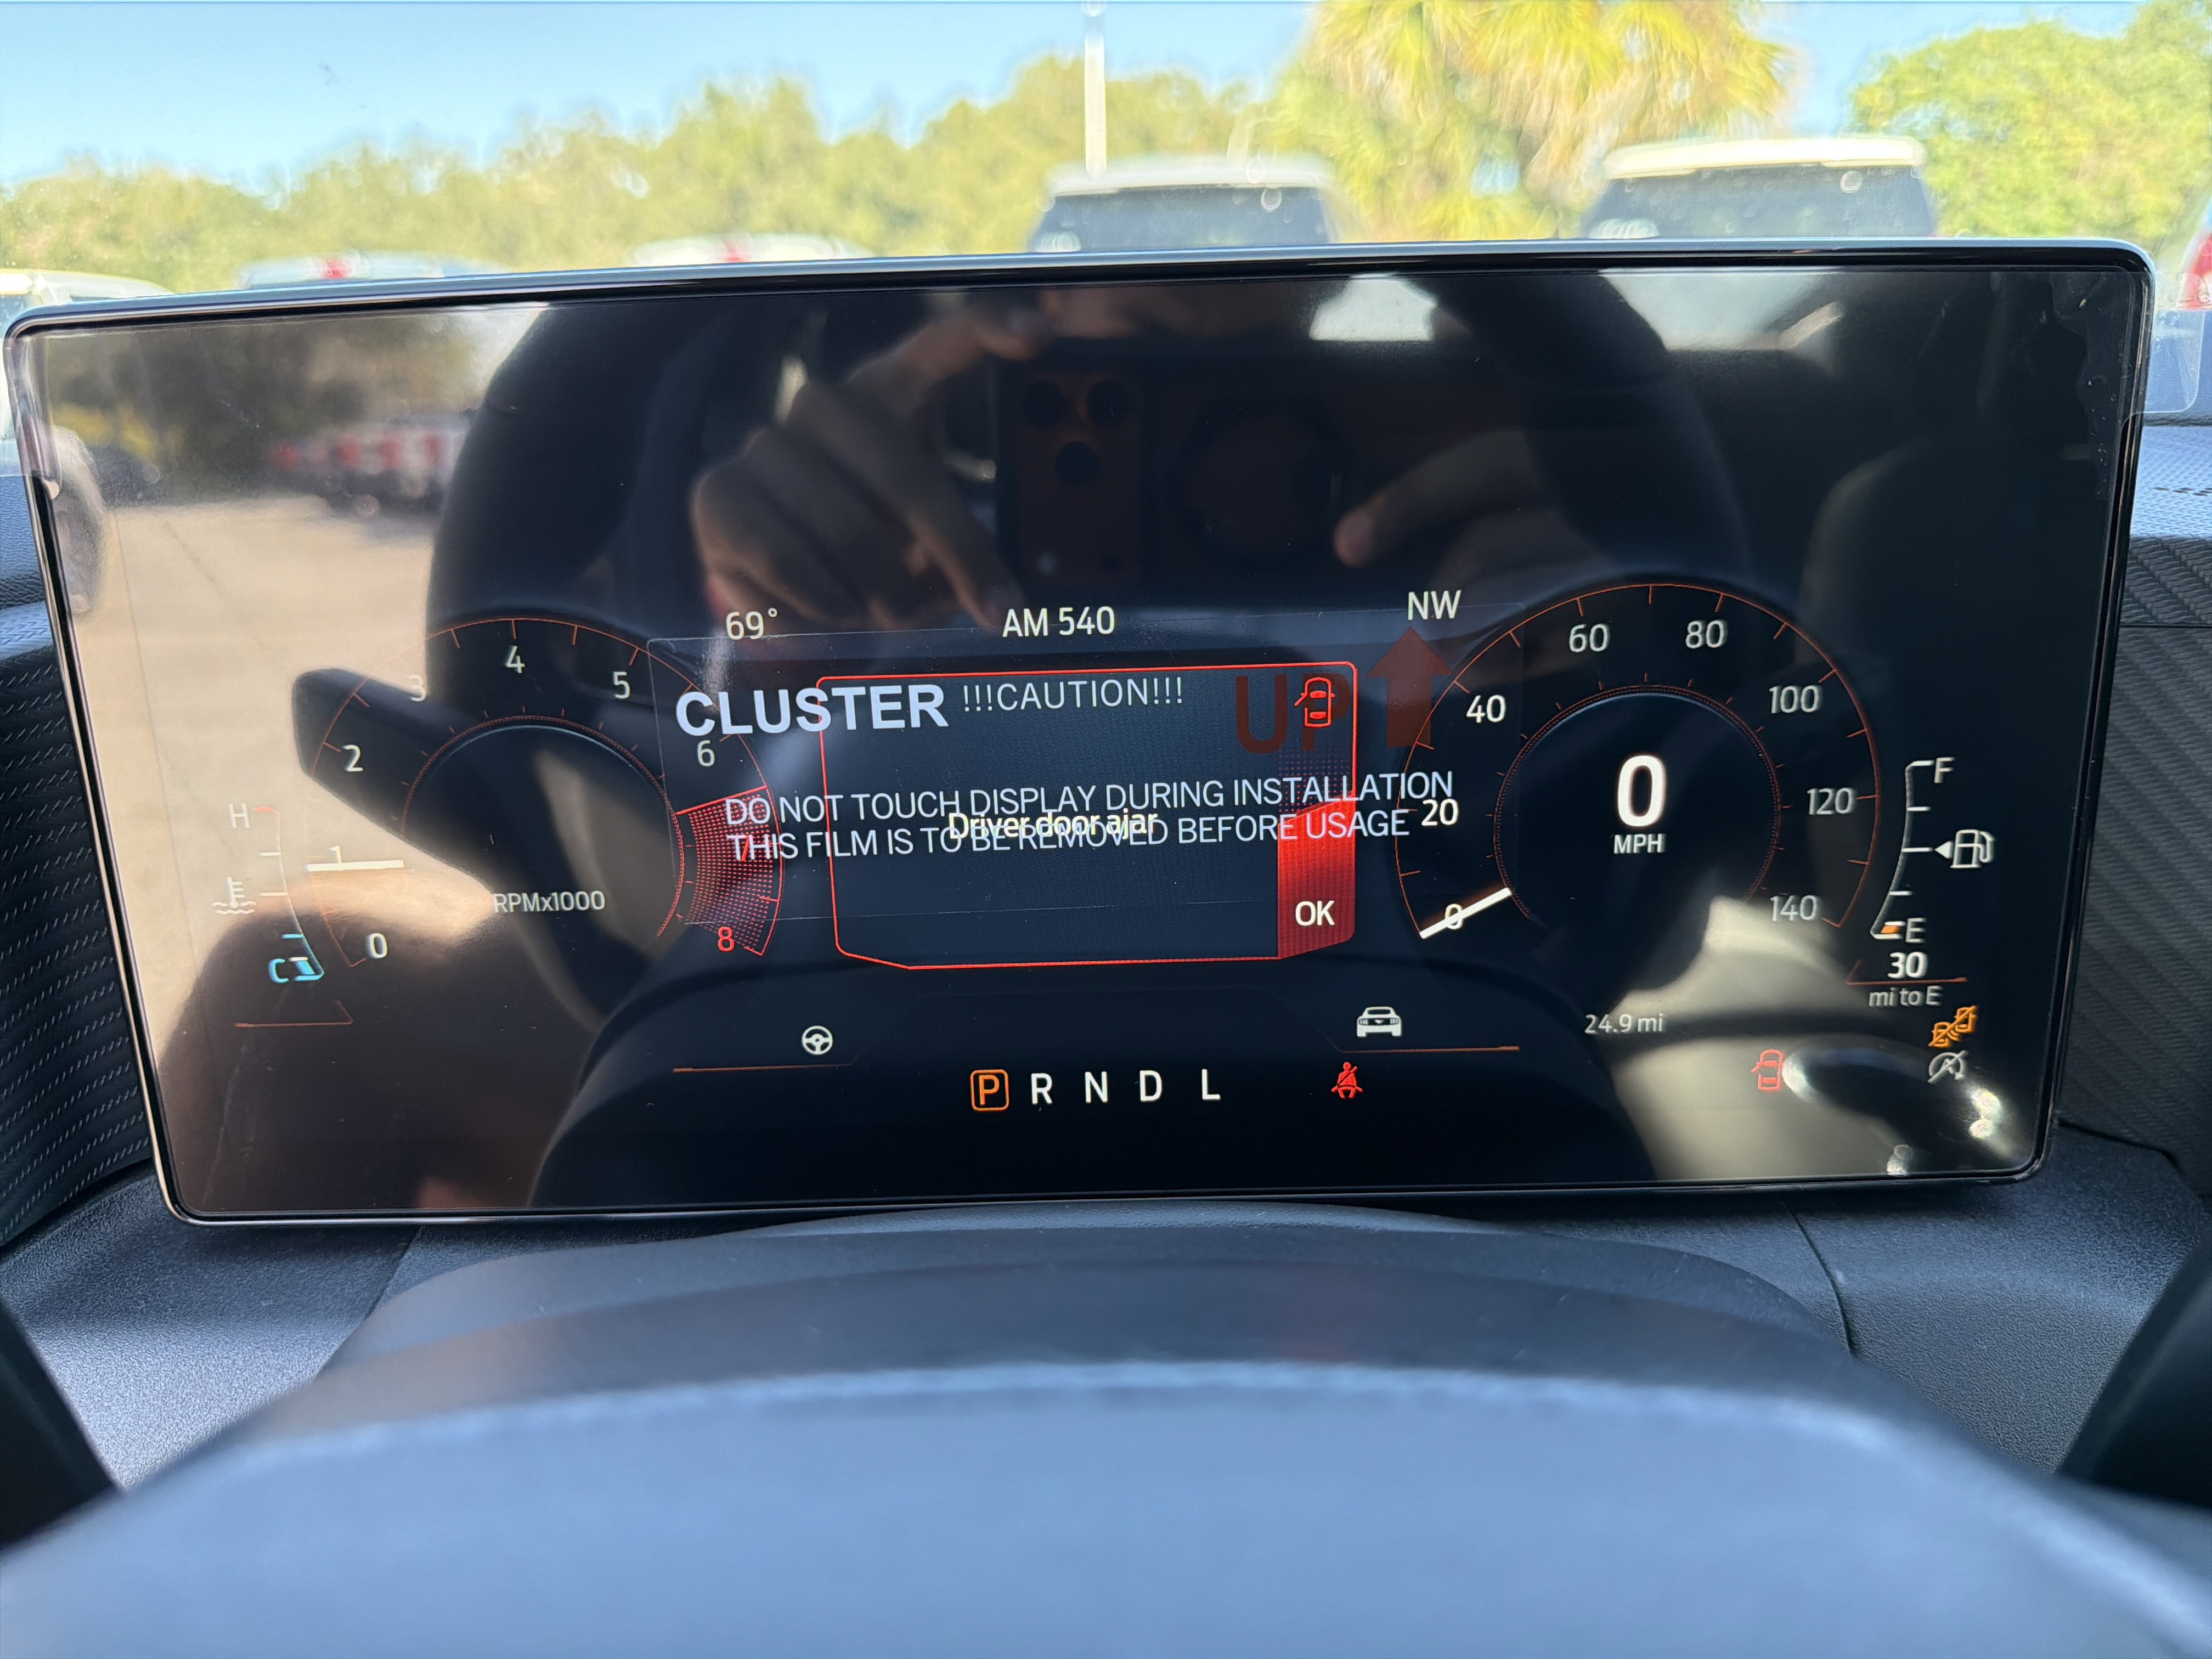 69° AM 540 NW
CLUSTER !!!CAUTION!!! UP
DO NOT TOUCH DISPLAY DURING INSTALLATION
THIS FILM IS TO BE REMOVED BEFORE USAGE
Driver door ajar
OK
H
C
0
1
2
3
4
5
6
7
8
RPMx1000
0
20
40
60
80
100
120
140
0
MPH
F
E
30
mi to E
24.9 mi
P R N D L